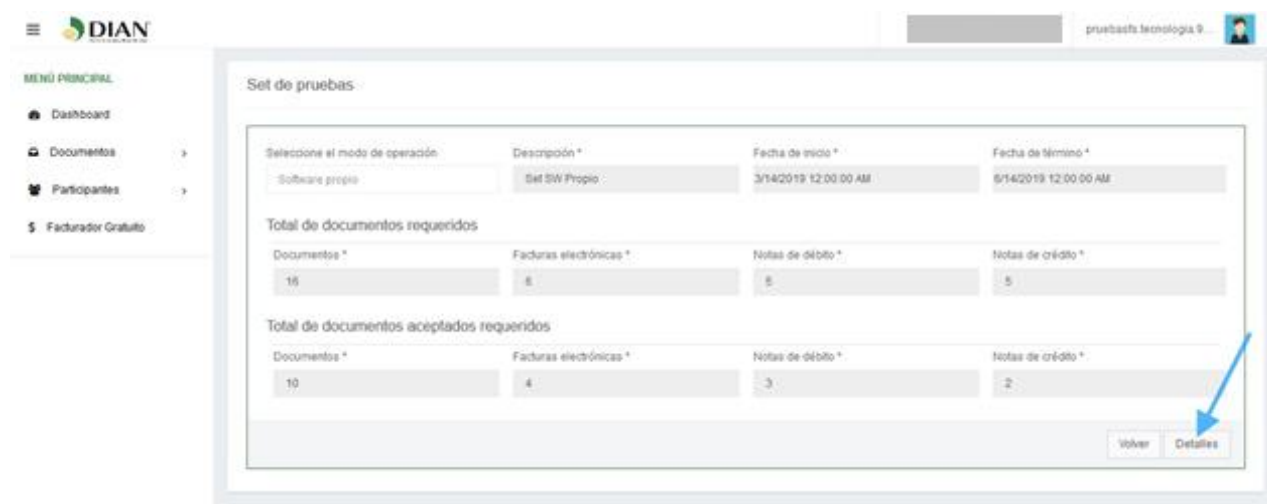 DIAN
pruebasfs.tecnologia.9...
MENÚ PRINCIPAL
Dashboard
Documentos
Participantes
$ Facturador Gratuito
Set de pruebas
Seleccione el modo de operación
Descripción *
Fecha de inicio *
Fecha de término *
Software propio
Set SW Propio
3/14/2019 12:00:00 AM
6/14/2019 12:00:00 AM
Total de documentos requeridos
Documentos *
Facturas electrónicas *
Notas de débito *
Notas de crédito *
16
6
5
5
Total de documentos aceptados requeridos
Documentos *
Facturas electrónicas *
Notas de débito *
Notas de crédito *
10
4
3
2
Volver
Detalles